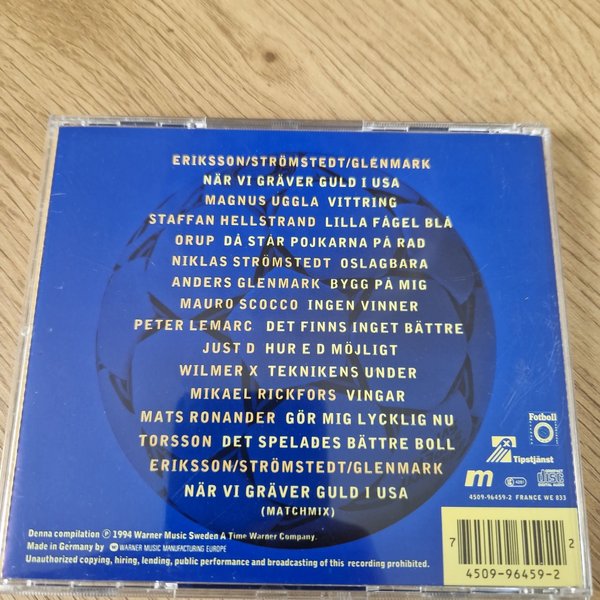 ERIKSSON/STRÖMSTEDT/GLENMARK
NÄR VI GRÄVER GULD I USA
MAGNUS UGGLA VITTRING
STAFFAN HELLSTRAND LILLA FÅGEL BLÅ
ORUP DÅ STÅR POJKARNA PÅ RAD
NIKLAS STRÖMSTEDT OSLAGBARA
ANDERS GLENMARK BYGG PÅ MIG
MAURO SCOCCO INGEN VINNER
PETER LEMARC DET FINNS INGET BÄTTRE
JUST D HUR E D MÖJLIGT
WILMER X TEKNIKENS UNDER
MIKAEL RICKFORS VINGAR
MATS RONANDER GÖR MIG LYCKLIG NU
TORSSON DET SPELADES BÄTTRE BOLL
ERIKSSON/STRÖMSTEDT/GLENMARK
NÄR VI GRÄVER GULD I USA
(MATCHMIX)
Fotboll
Tipstjänst
m
COMPACT
disc
DIGITAL AUDIO
4509-96459-2 FRANCE WE 833
Denna compilation ℗ 1994 Warner Music Sweden A Time Warner Company.
Made in Germany by WARNER MUSIC MANUFACTURING EUROPE
Unauthorized copying, hiring, lending, public performance and broadcasting of this recording prohibited.
7 2
4509-96459-2